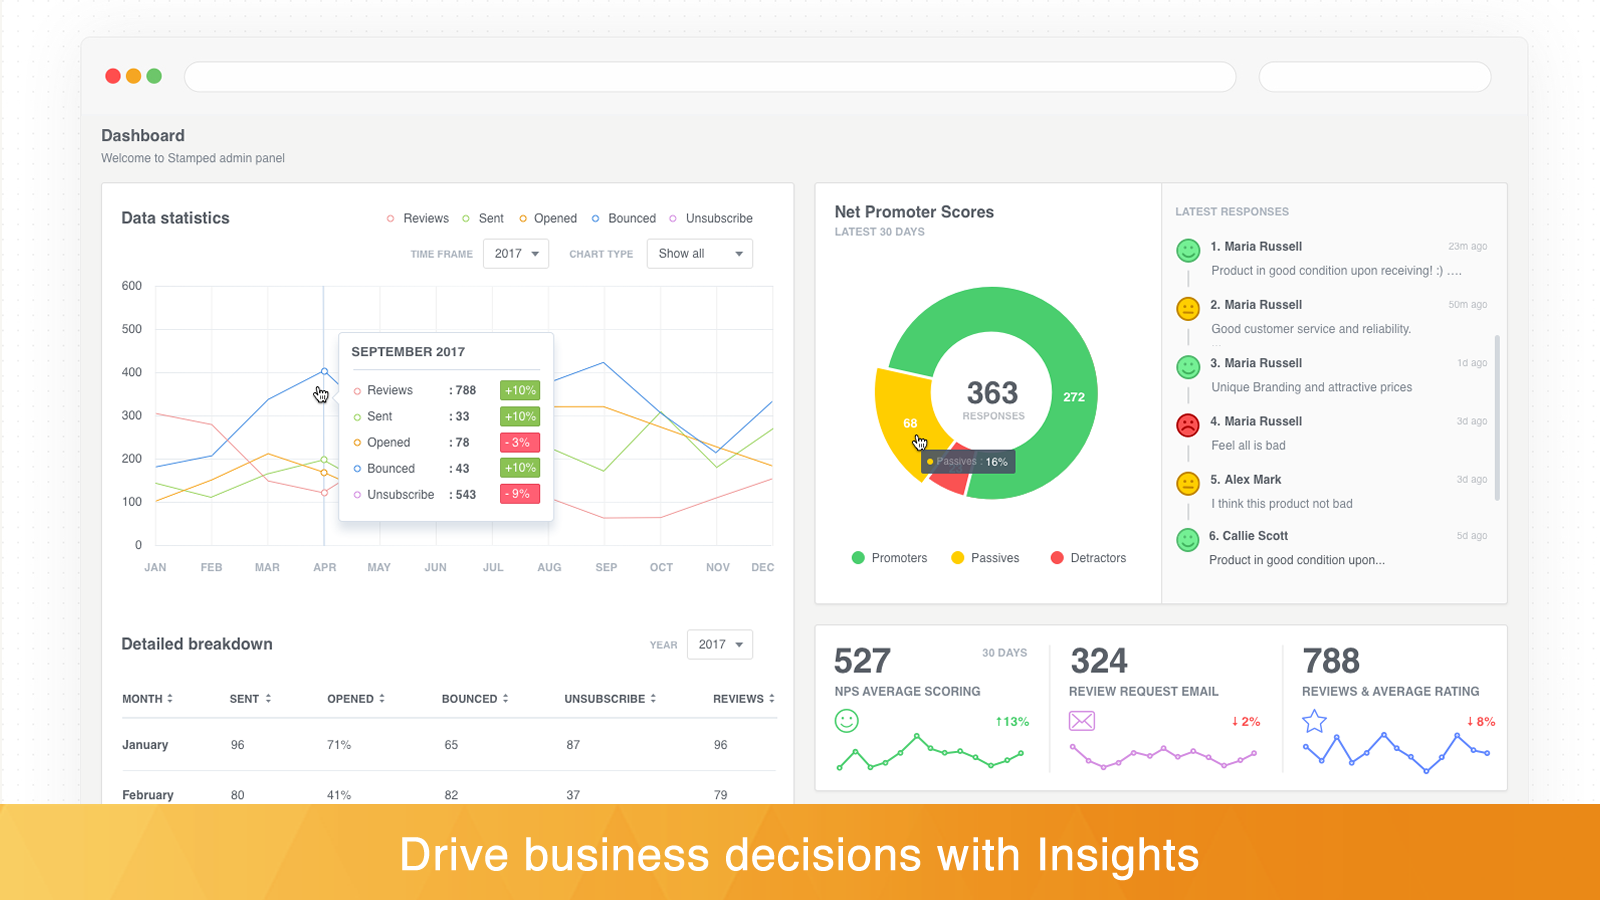 Dashboard
Welcome to Stamped admin panel
Data statistics
Reviews Sent Opened Bounced Unsubscribe
TIME FRAME 2017 CHART TYPE Show all
600
500
400
300
200
100
0
JAN FEB MAR APR MAY JUN JUL AUG SEP OCT NOV DEC
SEPTEMBER 2017
Reviews : 788 +10%
Sent : 33 +10%
Opened : 78 - 3%
Bounced : 43 +10%
Unsubscribe : 543 - 9%
Detailed breakdown
YEAR 2017
MONTH SENT OPENED BOUNCED UNSUBSCRIBE REVIEWS
January 96 71% 65 87 96
February 80 41% 82 37 79
Net Promoter Scores
LATEST 30 DAYS
363
RESPONSES
272
68
Passives : 16%
Promoters Passives Detractors
LATEST RESPONSES
1. Maria Russell 23m ago
Product in good condition upon receiving! :) ....
2. Maria Russell 50m ago
Good customer service and reliability.
...
3. Maria Russell 1d ago
Unique Branding and attractive prices
4. Maria Russell 3d ago
Feel all is bad
5. Alex Mark 3d ago
I think this product not bad
6. Callie Scott 5d ago
Product in good condition upon...
527 30 DAYS
NPS AVERAGE SCORING
↑13%
324
REVIEW REQUEST EMAIL
↓ 2%
788
REVIEWS & AVERAGE RATING
↓ 8%
Drive business decisions with Insights